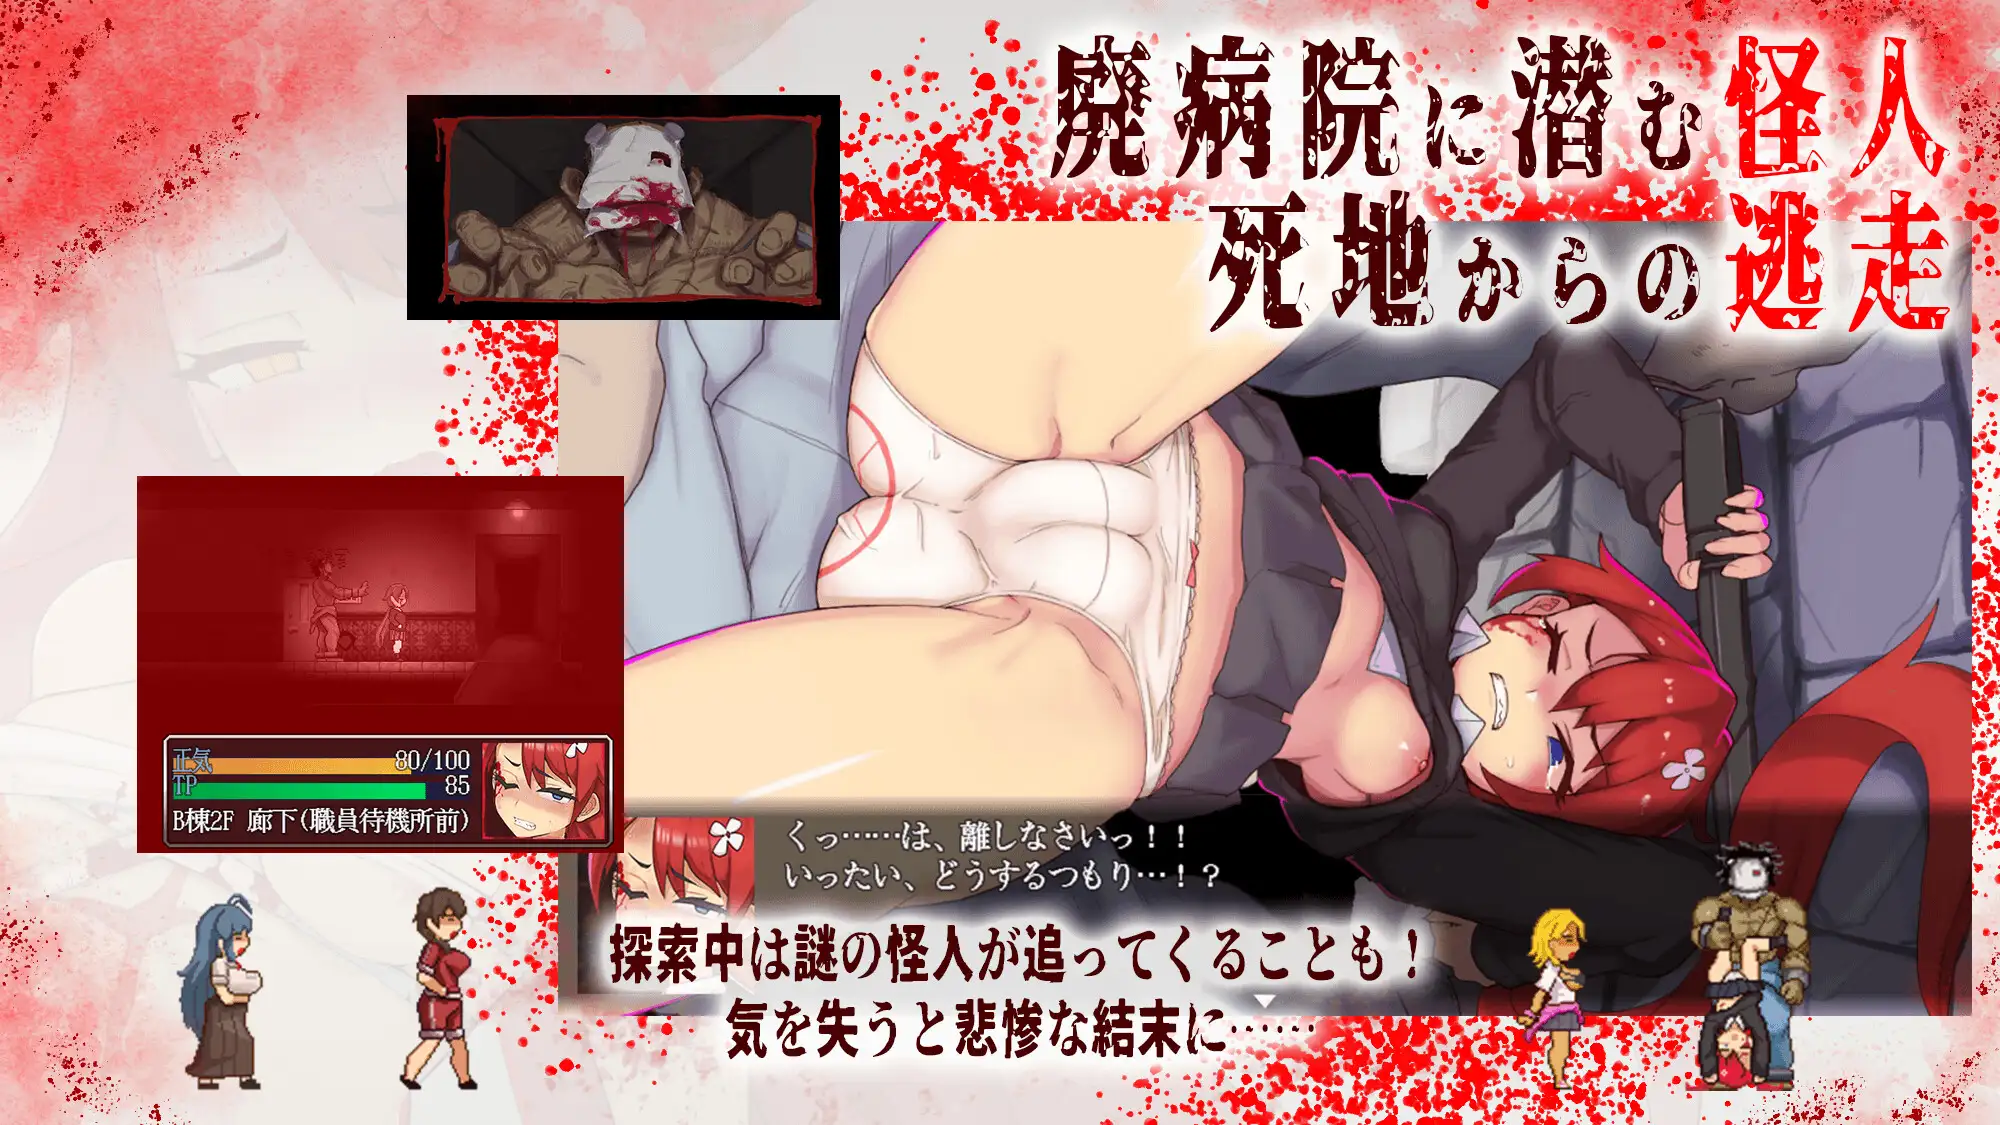 廃病院に潜む怪人
死地からの逃走
正気 80/100
TP 85
B棟2F 廊下(職員待機所前)
くっ……は、離しなさいっ！！
いったい、どうするつもり…！？
探索中は謎の怪人が追ってくることも！
気を失うと悲惨な結末に……